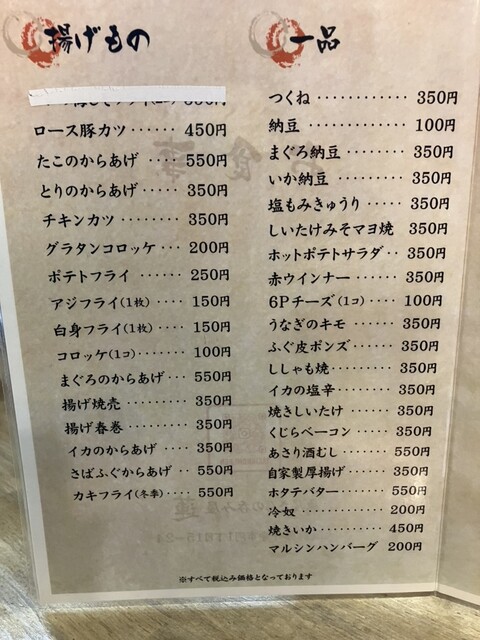 揚げもの
ロース豚カツ ‥‥‥ 450円
たこのからあげ ‥‥ 550円
とりのからあげ ‥‥ 350円
チキンカツ ‥‥‥‥ 350円
グラタンコロッケ ‥‥ 200円
ポテトフライ ‥‥‥ 250円
アジフライ(1枚) ‥‥ 150円
白身フライ(1枚) ‥‥ 150円
コロッケ(1コ) ‥‥‥‥ 100円
まぐろのからあげ ‥‥ 550円
揚げ焼売 ‥‥‥‥‥ 350円
揚げ春巻 ‥‥‥‥‥ 350円
イカのからあげ ‥‥ 350円
さばふぐからあげ ‥‥ 550円
カキフライ(冬季) ‥‥ 550円
一品
つくね ‥‥‥‥‥‥ 350円
納豆 ‥‥‥‥‥‥‥ 100円
まぐろ納豆 ‥‥‥‥ 350円
いか納豆 ‥‥‥‥‥ 350円
塩もみきゅうり ‥‥‥ 350円
しいたけみそマヨ焼 350円
ホットポテトサラダ ‥ 350円
赤ウインナー ‥‥‥ 350円
6Pチーズ(1コ) ‥‥‥ 100円
うなぎのキモ ‥‥‥ 350円
ふぐ皮ポンズ ‥‥‥ 350円
ししゃも焼 ‥‥‥‥ 350円
イカの塩辛 ‥‥‥‥ 350円
焼きしいたけ ‥‥‥ 350円
くじらベーコン ‥‥‥ 350円
あさり酒むし ‥‥‥ 550円
自家製厚揚げ ‥‥‥ 350円
ホタテバター ‥‥‥‥ 550円
冷奴 ‥‥‥‥‥‥‥ 200円
焼きいか ‥‥‥‥‥ 450円
マルシンハンバーグ 200円
※すべて税込み価格となっております